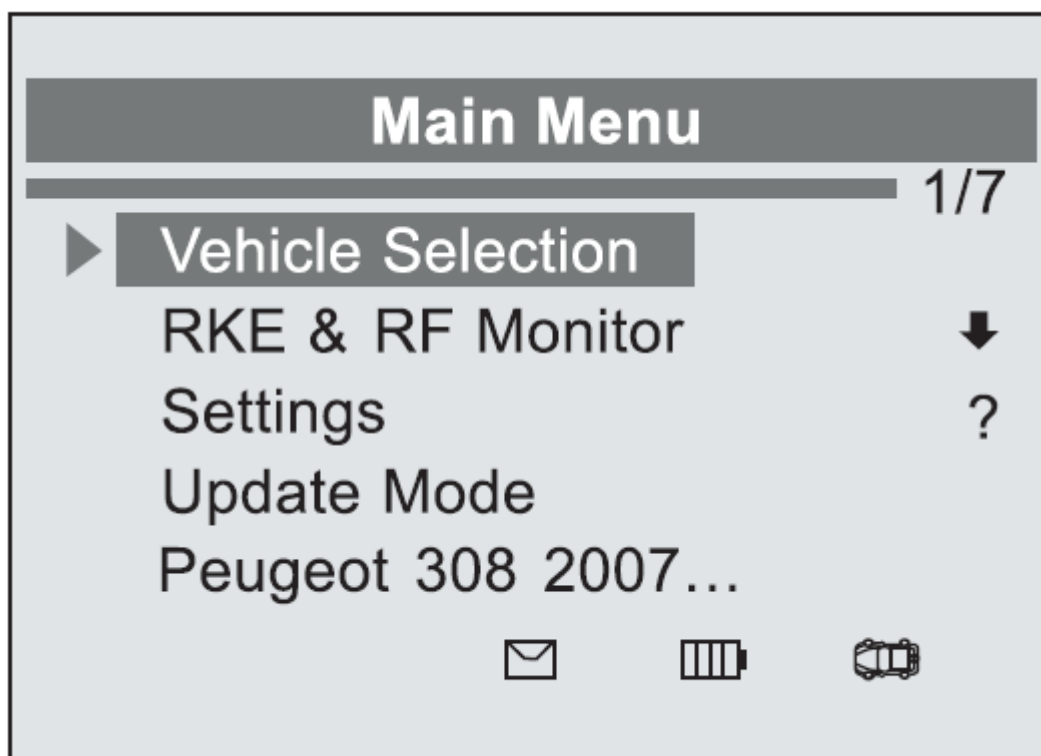 Main Menu
1/7
Vehicle Selection
RKE & RF Monitor
Settings
?
Update Mode
Peugeot 308 2007...